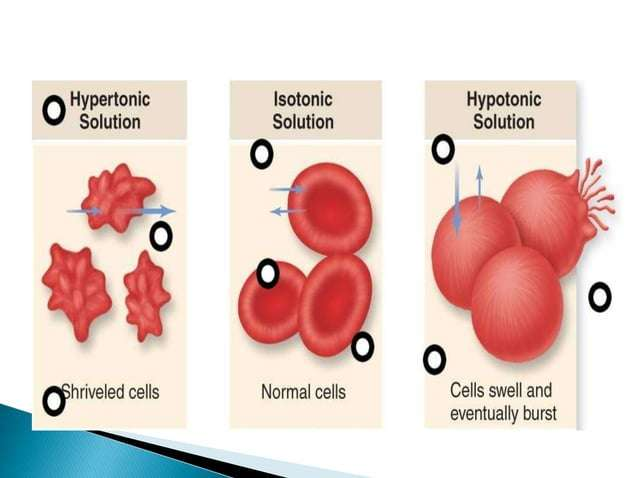 Hypertonic
Solution
Isotonic
Solution
Hypotonic
Solution
Shriveled cells
Normal cells
Cells swell and
eventually burst